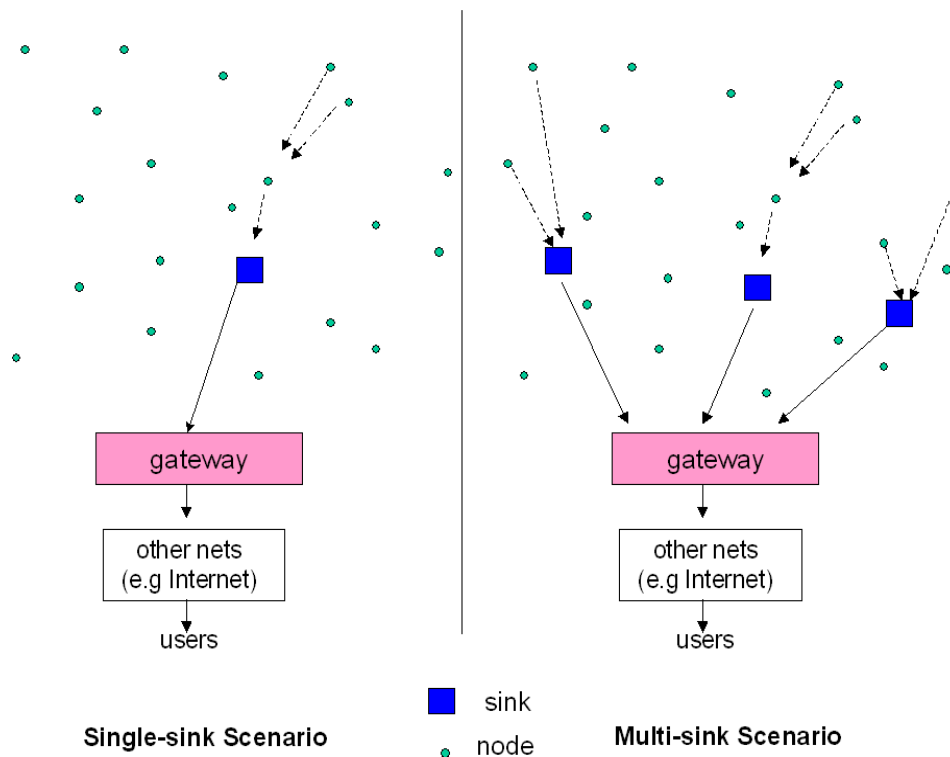 gateway
other nets
(e.g Internet)
users
Single-sink Scenario
gateway
other nets
(e.g Internet)
users
Multi-sink Scenario
sink
node